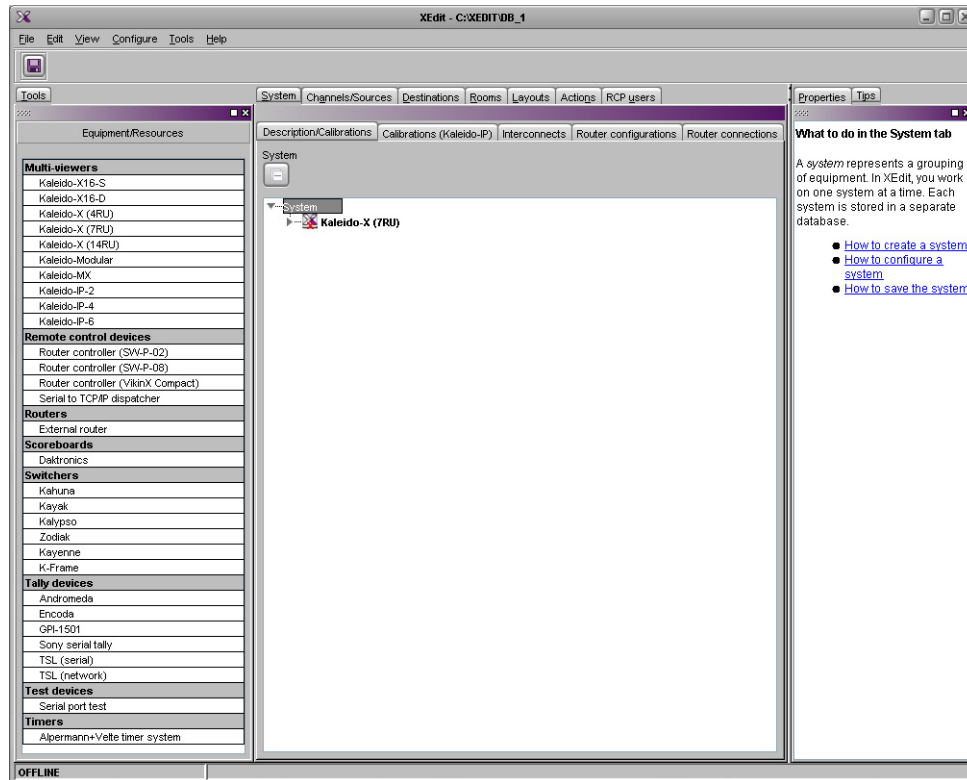 XEdit - C:\XEDIT\DB_1
File Edit View Configure Tools Help
Tools
Equipment/Resources
Multi-viewers
Kaleido-X16-S
Kaleido-X16-D
Kaleido-X (4RU)
Kaleido-X (7RU)
Kaleido-X (14RU)
Kaleido-Modular
Kaleido-MX
Kaleido-IP-2
Kaleido-IP-4
Kaleido-IP-6
Remote control devices
Router controller (SW-P-02)
Router controller (SW-P-08)
Router controller (VikinX Compact)
Serial to TCP/IP dispatcher
Routers
External router
Scoreboards
Daktronics
Switchers
Kahuna
Kayak
Kalypso
Zodiak
Kayenne
K-Frame
Tally devices
Andromeda
Encoda
GPI-1501
Sony serial tally
TSL (serial)
TSL (network)
Test devices
Serial port test
Timers
Alpermann+Velte timer system
System Channels/Sources Destinations Rooms Layouts Actions RCP users
Description/Calibrations Calibrations (Kaleido-IP) Interconnects Router configurations Router connections
System
System
Kaleido-X (7RU)
Properties Tips
What to do in the System tab
A system represents a grouping
of equipment. In XEdit, you work
on one system at a time. Each
system is stored in a separate
database.
How to create a system
How to configure a
system
How to save the system
OFFLINE